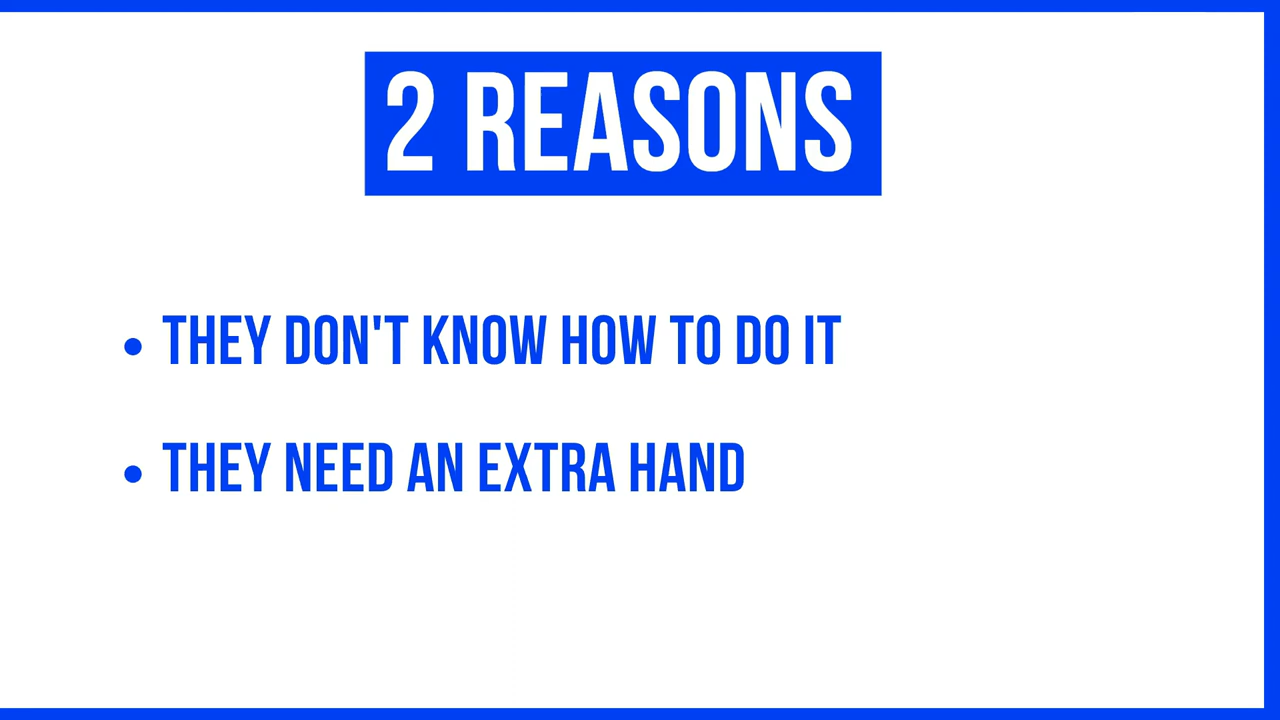 2 REASONS
• THEY DON'T KNOW HOW TO DO IT
• THEY NEED AN EXTRA HAND